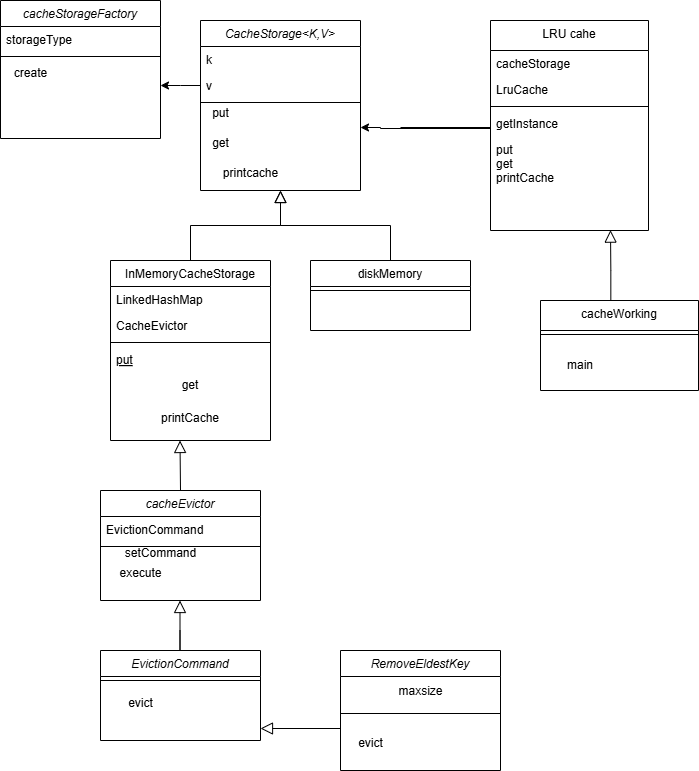 cacheStorageFactory
storageType
create
CacheStorage<K,V>
k
v
put
get
printcache
LRU cahe
cacheStorage
LruCache
getInstance
put
get
printCache
InMemoryCacheStorage
LinkedHashMap
CacheEvictor
put
get
printCache
diskMemory
cacheWorking
main
cacheEvictor
EvictionCommand
setCommand
execute
EvictionCommand
evict
RemoveEldestKey
maxsize
evict